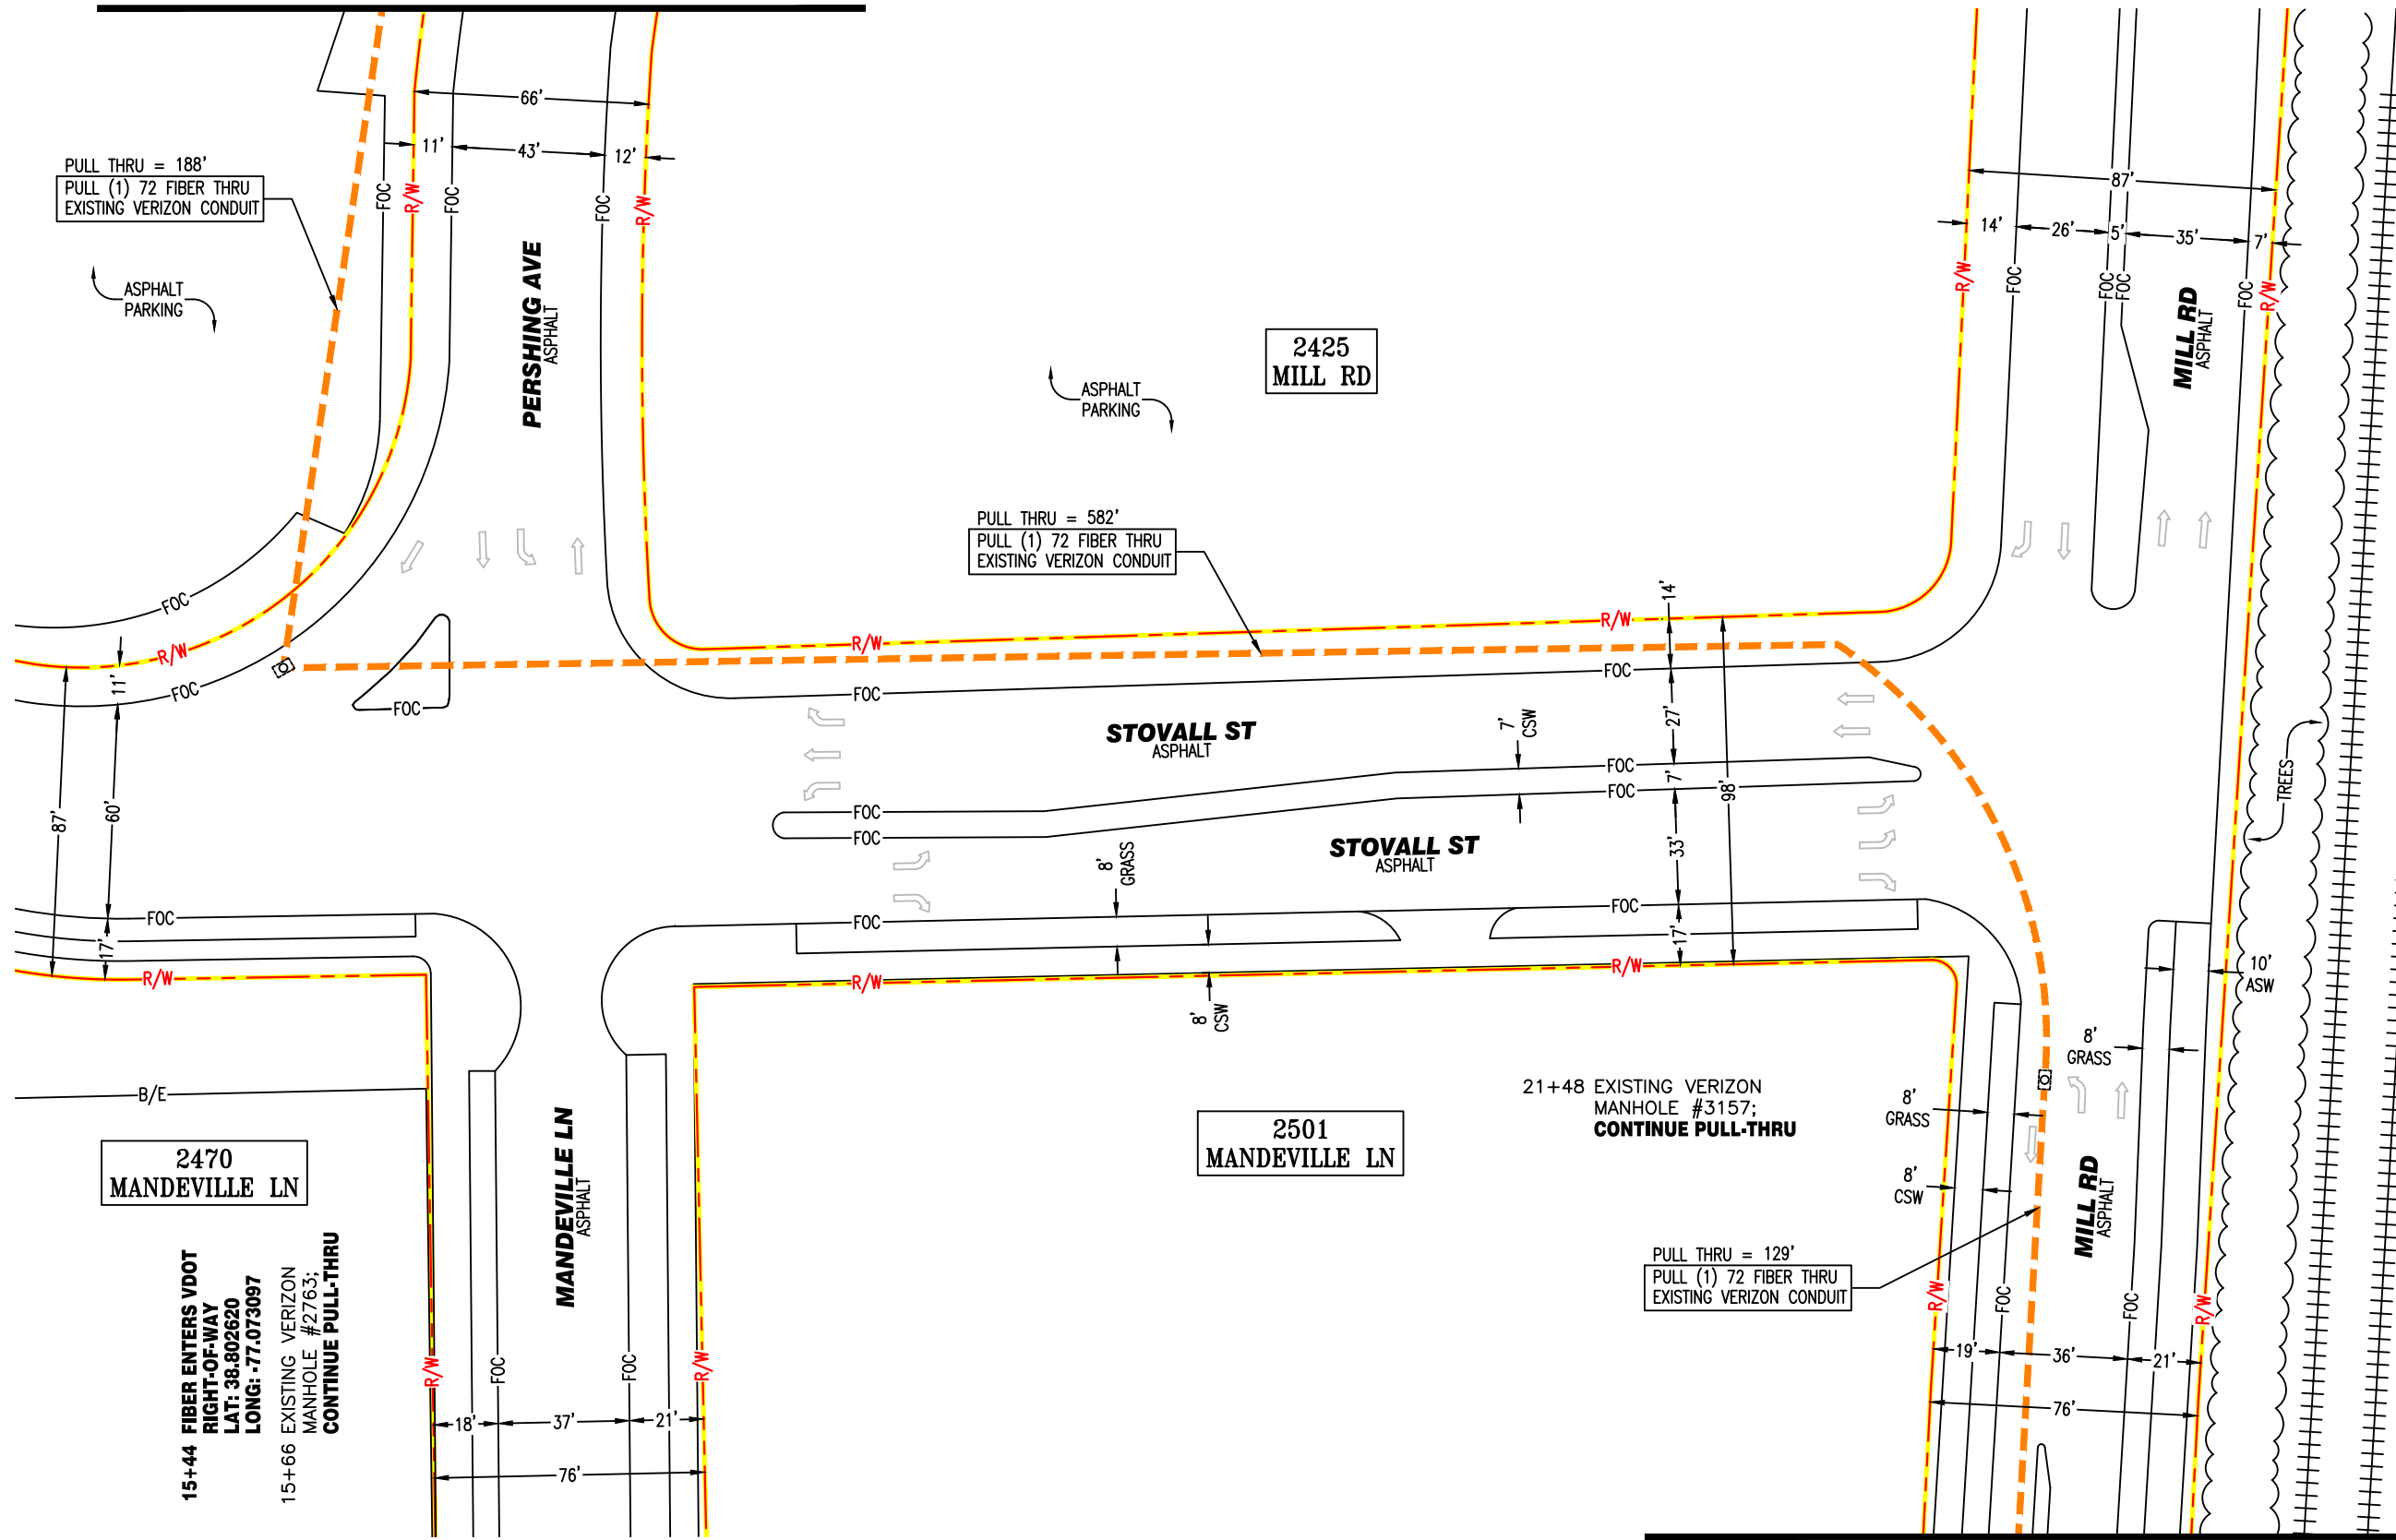 66'
11'
43'
12'
PULL THRU = 188'
PULL (1) 72 FIBER THRU
EXISTING VERIZON CONDUIT
FOC
R/W
FOC
FOC
R/W
ASPHALT
PARKING
PERSHING AVE
ASPHALT
2425
MILL RD
ASPHALT
PARKING
87'
14'
26'
5'
35'
7'
R/W
FOC
FOC
FOC
FOC
R/W
MILL RD
ASPHALT
PULL THRU = 582'
PULL (1) 72 FIBER THRU
EXISTING VERIZON CONDUIT
FOC
R/W
11'
FOC
FOC
R/W
R/W
14'
FOC
FOC
STOVALL ST
ASPHALT
7'
CSW
27'
FOC
7'
FOC
98'
TREES
87'
60'
FOC
FOC
STOVALL ST
ASPHALT
33'
8'
GRASS
FOC
17'
R/W
FOC
FOC
17'
R/W
R/W
8'
CSW
10'
ASW
8'
GRASS
B/E
2470
MANDEVILLE LN
MANDEVILLE LN
ASPHALT
2501
MANDEVILLE LN
21+48 EXISTING VERIZON
MANHOLE #3157;
CONTINUE PULL-THRU
8'
GRASS
8'
CSW
MILL RD
ASPHALT
15+44 FIBER ENTERS VDOT
RIGHT-OF-WAY
LAT: 38.802620
LONG: -77.073097
15+66 EXISTING VERIZON
MANHOLE #2763;
CONTINUE PULL-THRU
PULL THRU = 129'
PULL (1) 72 FIBER THRU
EXISTING VERIZON CONDUIT
R/W
FOC
FOC
R/W
R/W
FOC
FOC
R/W
19'
36'
21'
76'
18'
37'
21'
76'